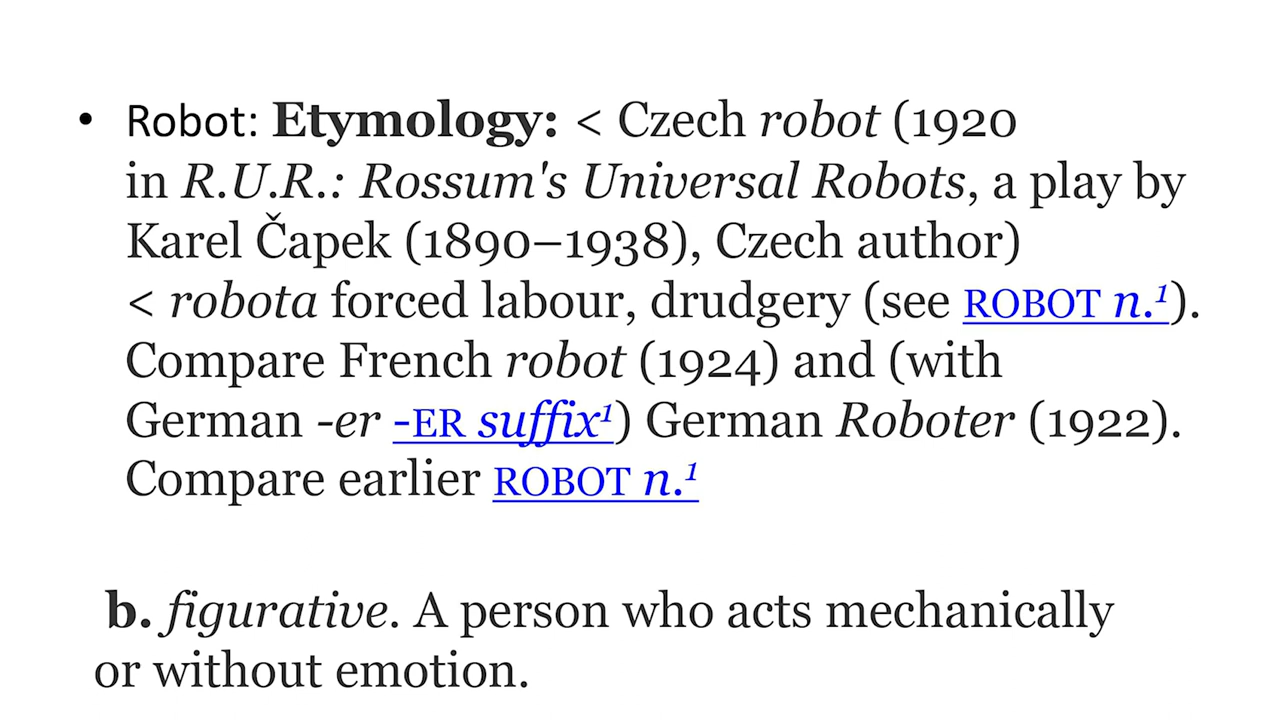 • Robot: Etymology: < Czech robot (1920
in R.U.R.: Rossum's Universal Robots, a play by
Karel Čapek (1890–1938), Czech author)
< robota forced labour, drudgery (see ROBOT n.¹).
Compare French robot (1924) and (with
German -er -ER suffix¹) German Roboter (1922).
Compare earlier ROBOT n.¹
b. figurative. A person who acts mechanically
or without emotion.